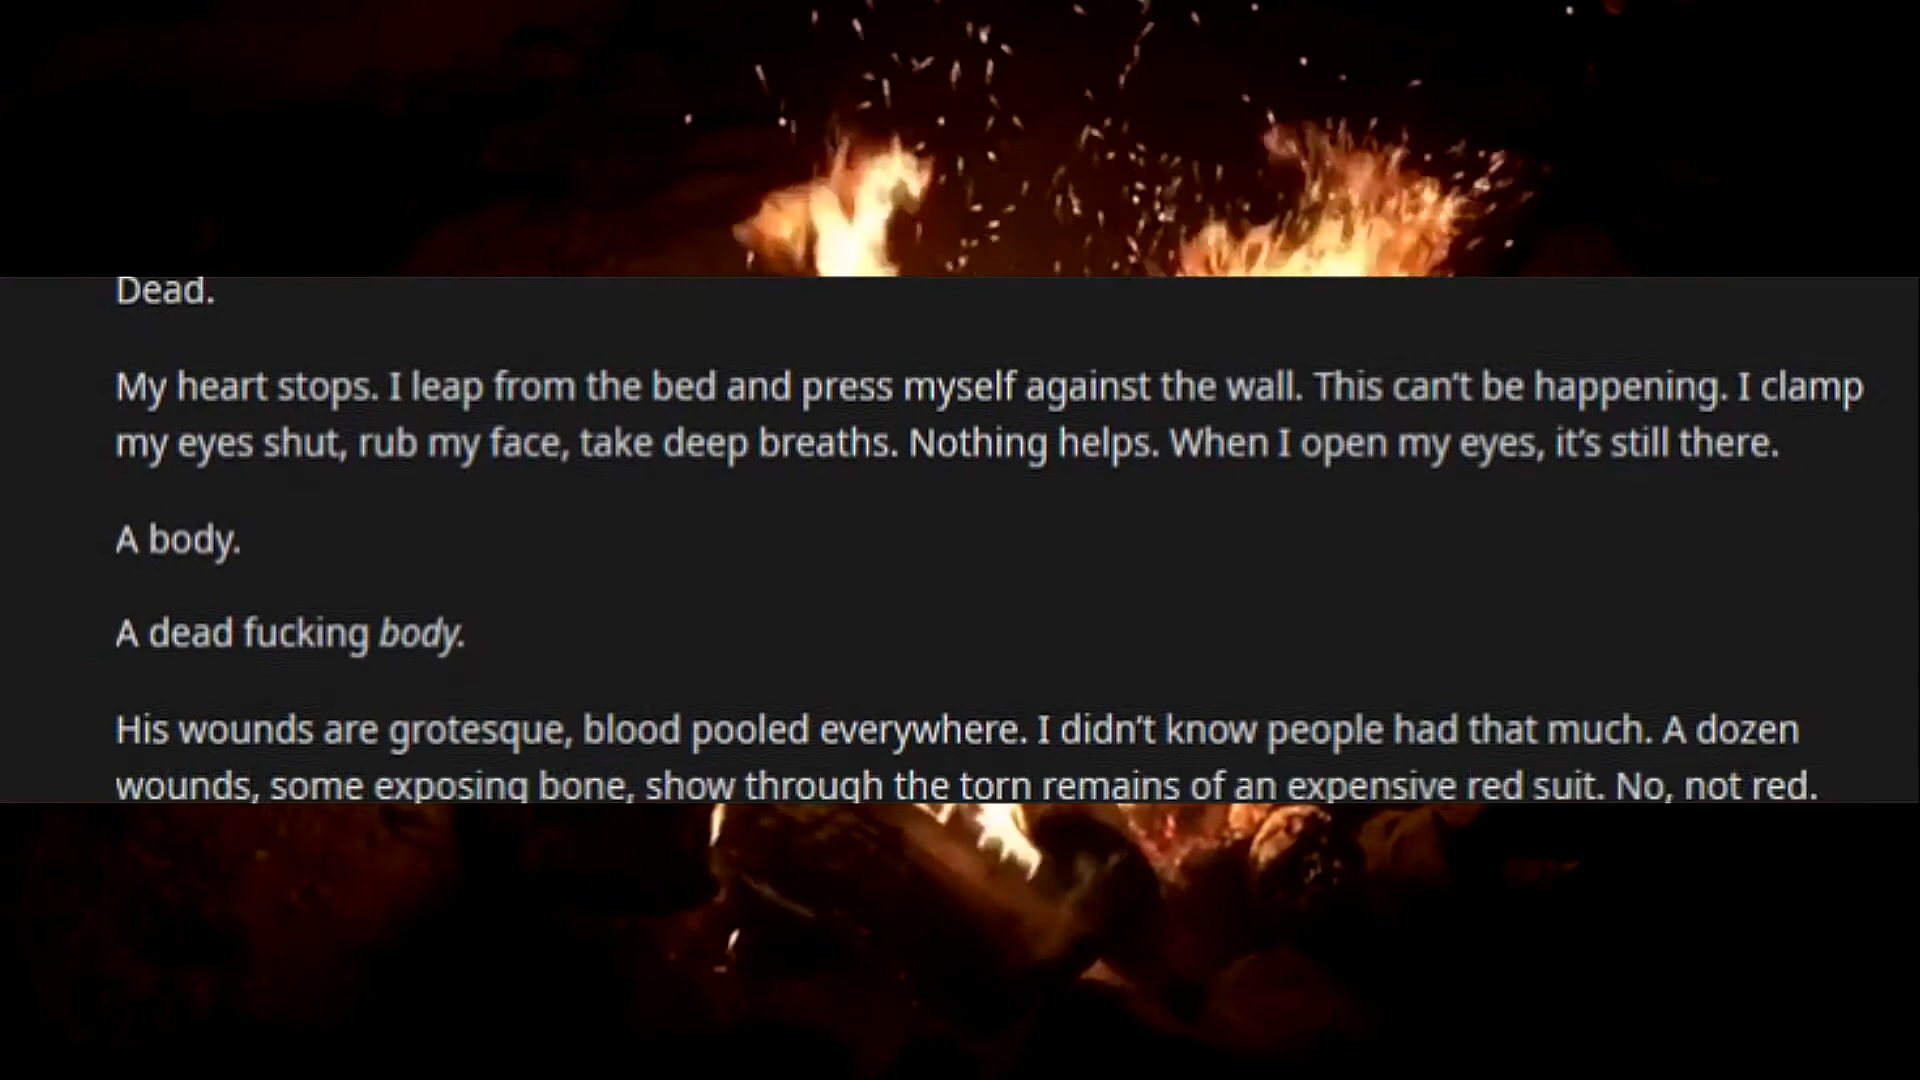 Dead.
My heart stops. I leap from the bed and press myself against the wall. This can’t be happening. I clamp
my eyes shut, rub my face, take deep breaths. Nothing helps. When I open my eyes, it’s still there.
A body.
A dead fucking body.
His wounds are grotesque, blood pooled everywhere. I didn’t know people had that much. A dozen
wounds, some exposing bone, show through the torn remains of an expensive red suit. No, not red.